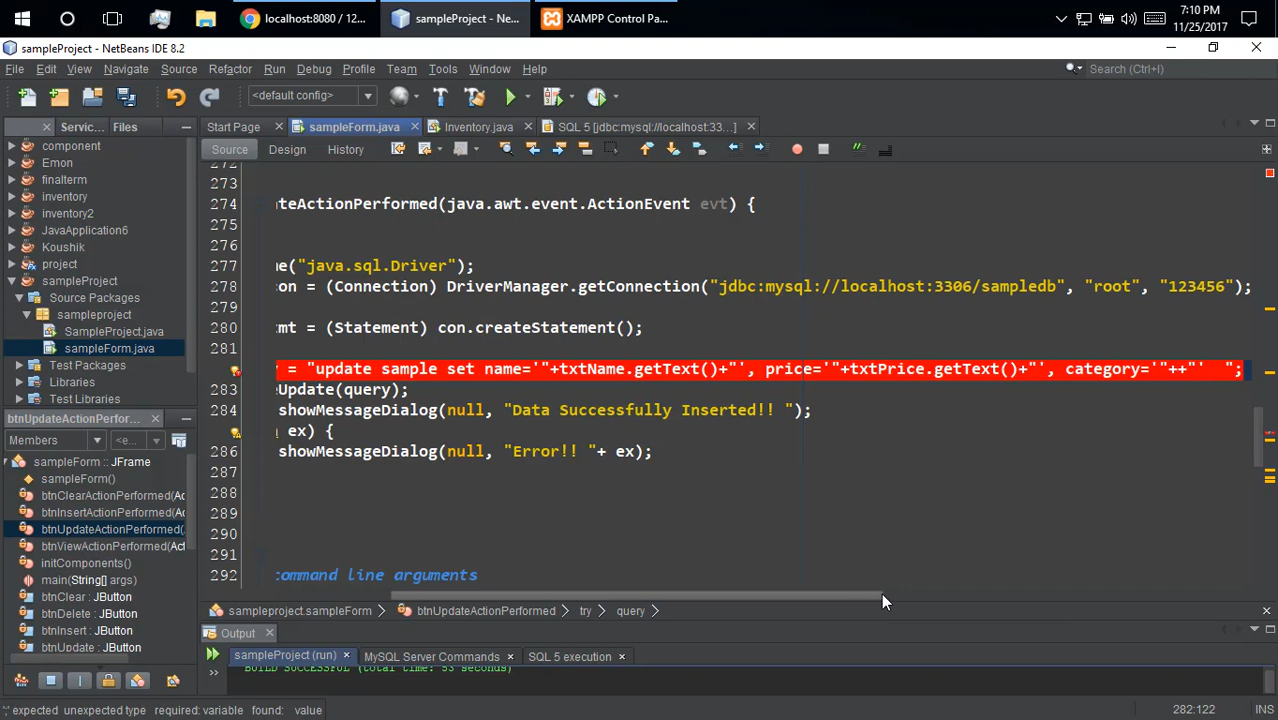 localhost:8080 / 12...
sampleProject - Ne...
XAMPP Control Pa...
7:10 PM
11/25/2017
sampleProject - NetBeans IDE 8.2
File Edit View Navigate Source Refactor Run Debug Profile Team Tools Window Help
Search (Ctrl+I)
<default config>
Servic... Files
Start Page sampleForm.java Inventory.java SQL 5 [jdbc:mysql://localhost:33...]
Source Design History
component
Emon
finalterm
inventory
inventory2
JavaApplication6
Koushik
project
sampleProject
Source Packages
sampleproject
SampleProject.java
sampleForm.java
Test Packages
Libraries
Test Libraries
272
273
274 ateActionPerformed(java.awt.event.ActionEvent evt) {
275
276
277 ne("java.sql.Driver");
278 con = (Connection) DriverManager.getConnection("jdbc:mysql://localhost:3306/sampledb", "root", "123456");
279
280 mt = (Statement) con.createStatement();
281
= "update sample set name='"+txtName.getText()+"', price='"+txtPrice.getText()+"', category='"++"'  ";
283 eUpdate(query);
284 showMessageDialog(null, "Data Successfully Inserted!! ");
ex) {
286 showMessageDialog(null, "Error!! "+ ex);
287
288
289
290
291
292 command line arguments
btnUpdateActionPerfor...
Members <e...
sampleForm :: JFrame
sampleForm()
btnClearActionPerformed(Ac
btnInsertActionPerformed(Ac
btnUpdateActionPerformed(
btnViewActionPerformed(Ac
initComponents()
main(String[] args)
btnClear : JButton
btnDelete : JButton
btnInsert : JButton
btnUpdate : JButton
sampleproject.sampleForm btnUpdateActionPerformed try query
Output
sampleProject (run) MySQL Server Commands SQL 5 execution
BUILD SUCCESSFUL (total time: 53 seconds)
';' expected unexpected type required: variable found: value
282:122 INS